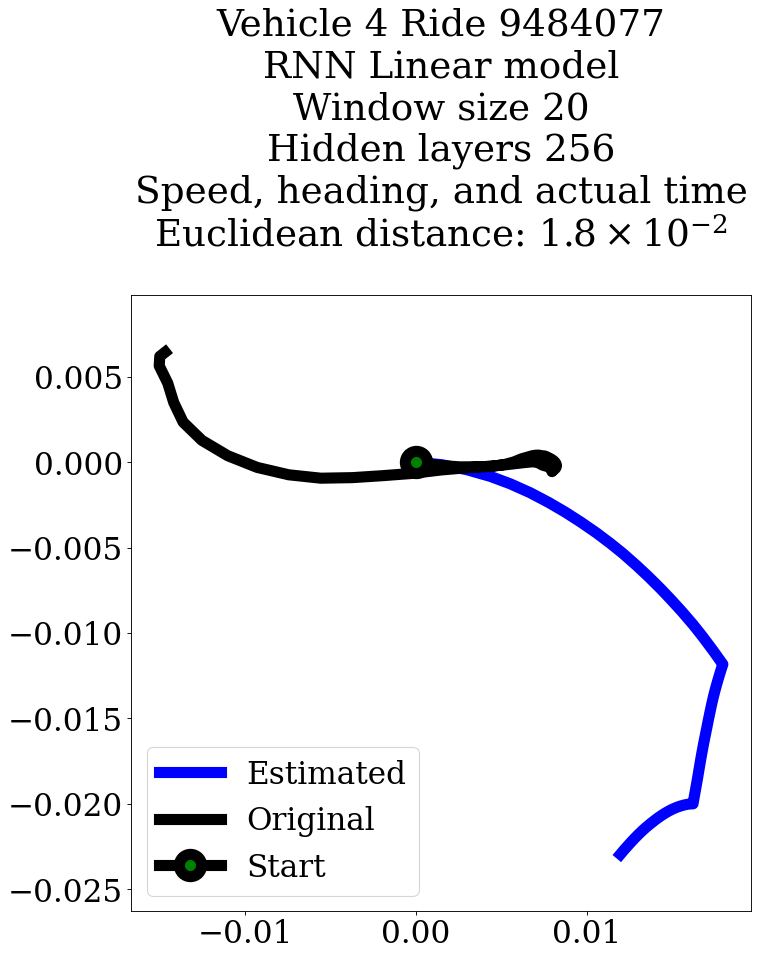 Vehicle 4 Ride 9484077
RNN Linear model
Window size 20
Hidden layers 256
Speed, heading, and actual time
Euclidean distance: 1.8 × 10⁻²
0.005
0.000
−0.005
−0.010
−0.015
−0.020
−0.025
Estimated
Original
Start
−0.01
0.00
0.01